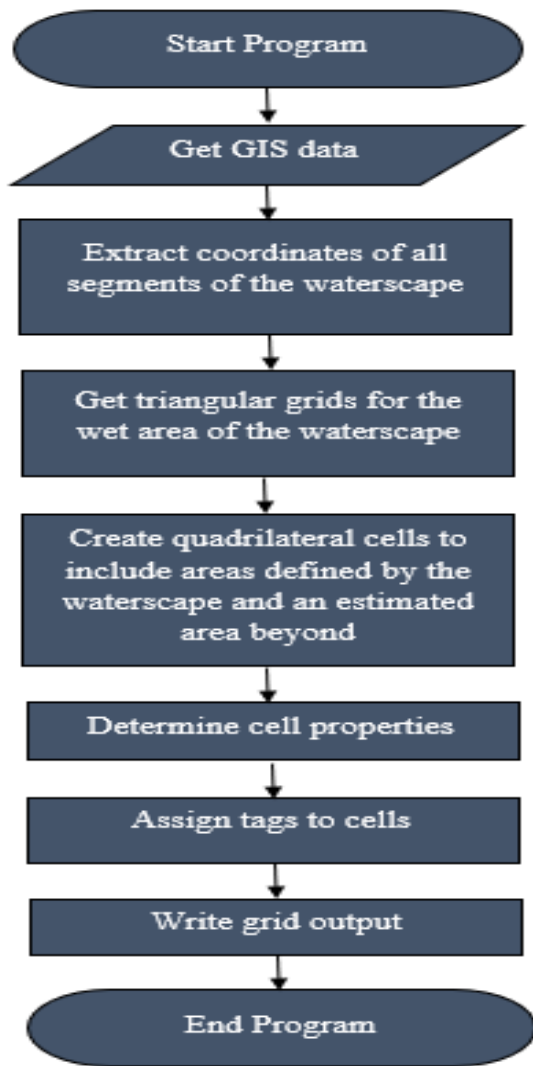 Start Program
Get GIS data
Extract coordinates of all
segments of the waterscape
Get triangular grids for the
wet area of the waterscape
Create quadrilateral cells to
include areas defined by the
waterscape and an estimated
area beyond
Determine cell properties
Assign tags to cells
Write grid output
End Program